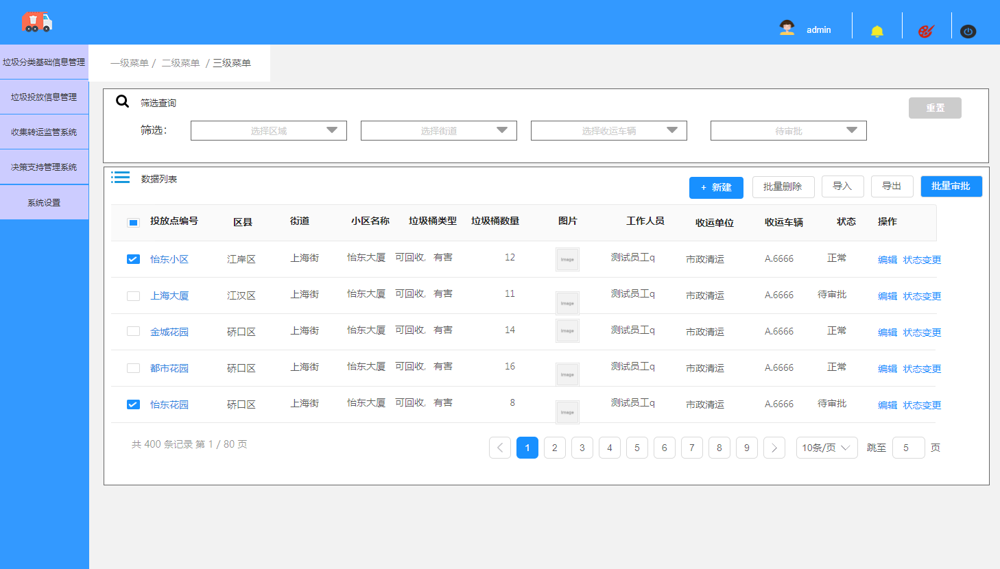 admin
垃圾分类基础信息管理
垃圾投放信息管理
收集转运监管系统
决策支持管理系统
系统设置
一级菜单 / 二级菜单 / 三级菜单
筛选查询
重置
筛选： 选择区域 选择街道 选择收运车辆 待审批
数据列表
+ 新建 批量删除 导入 导出 批量审批
投放点编号 区县 街道 小区名称 垃圾桶类型 垃圾桶数量 图片 工作人员 收运单位 收运车辆 状态 操作
怡东小区 江岸区 上海街 怡东大厦 可回收, 有害 12 Image 测试员工q 市政清运 A.6666 正常 编辑 状态变更
上海大厦 江汉区 上海街 怡东大厦 可回收, 有害 11 Image 测试员工q 市政清运 A.6666 待审批 编辑 状态变更
金城花园 硚口区 上海街 怡东大厦 可回收, 有害 14 Image 测试员工q 市政清运 A.6666 正常 编辑 状态变更
都市花园 硚口区 上海街 怡东大厦 可回收, 有害 16 Image 测试员工q 市政清运 A.6666 正常 编辑 状态变更
怡东花园 硚口区 上海街 怡东大厦 可回收, 有害 8 Image 测试员工q 市政清运 A.6666 待审批 编辑 状态变更
共 400 条记录 第 1 / 80 页 1 2 3 4 5 6 7 8 9 10条/页 跳至 5 页